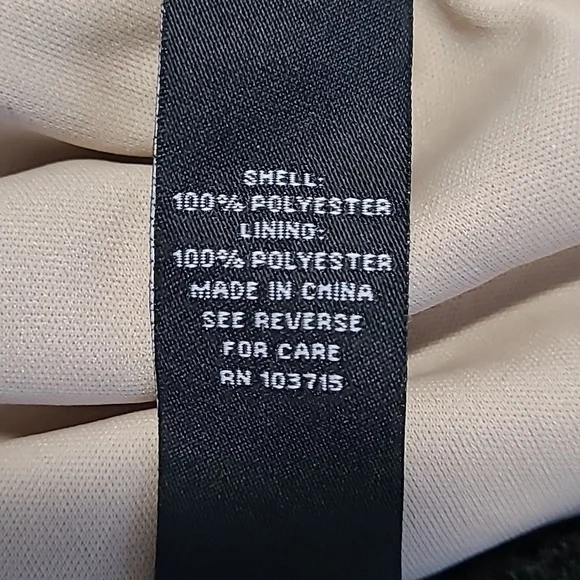 SHELL:
100% POLYESTER
LINING:
100% POLYESTER
MADE IN CHINA
SEE REVERSE
FOR CARE
RN 103715